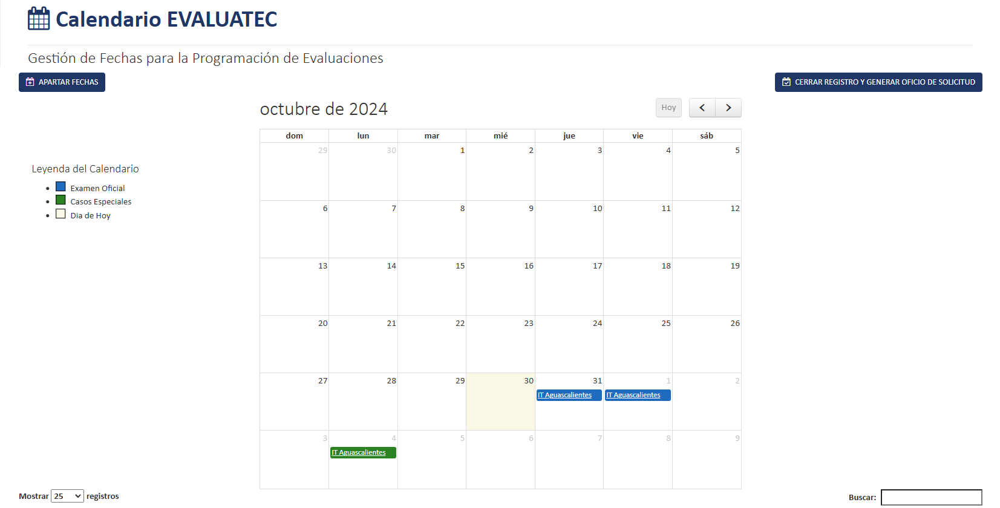 Calendario EVALUATEC
Gestión de Fechas para la Programación de Evaluaciones
APARTAR FECHAS
CERRAR REGISTRO Y GENERAR OFICIO DE SOLICITUD
octubre de 2024
Hoy
dom lun mar mié jue vie sáb
29 30 1 2 3 4 5
Leyenda del Calendario
Examen Oficial
Casos Especiales
Dia de Hoy
6 7 8 9 10 11 12
13 14 15 16 17 18 19
20 21 22 23 24 25 26
27 28 29 30 31 1 2
IT Aguascalientes IT Aguascalientes
3 4 5 6 7 8 9
IT Aguascalientes
Mostrar 25 registros
Buscar: